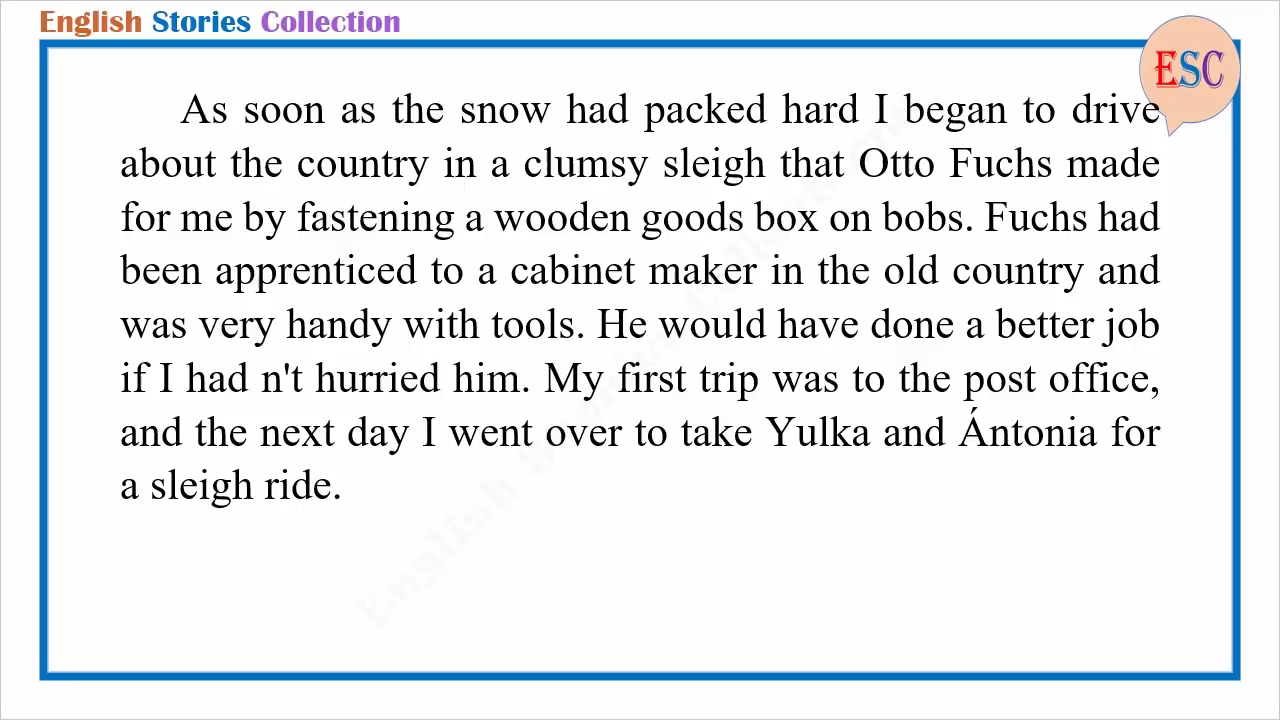 English Stories Collection
ESC
As soon as the snow had packed hard I began to drive
about the country in a clumsy sleigh that Otto Fuchs made
for me by fastening a wooden goods box on bobs. Fuchs had
been apprenticed to a cabinet maker in the old country and
was very handy with tools. He would have done a better job
if I had n't hurried him. My first trip was to the post office,
and the next day I went over to take Yulka and Ántonia for
a sleigh ride.
English Stories Collection